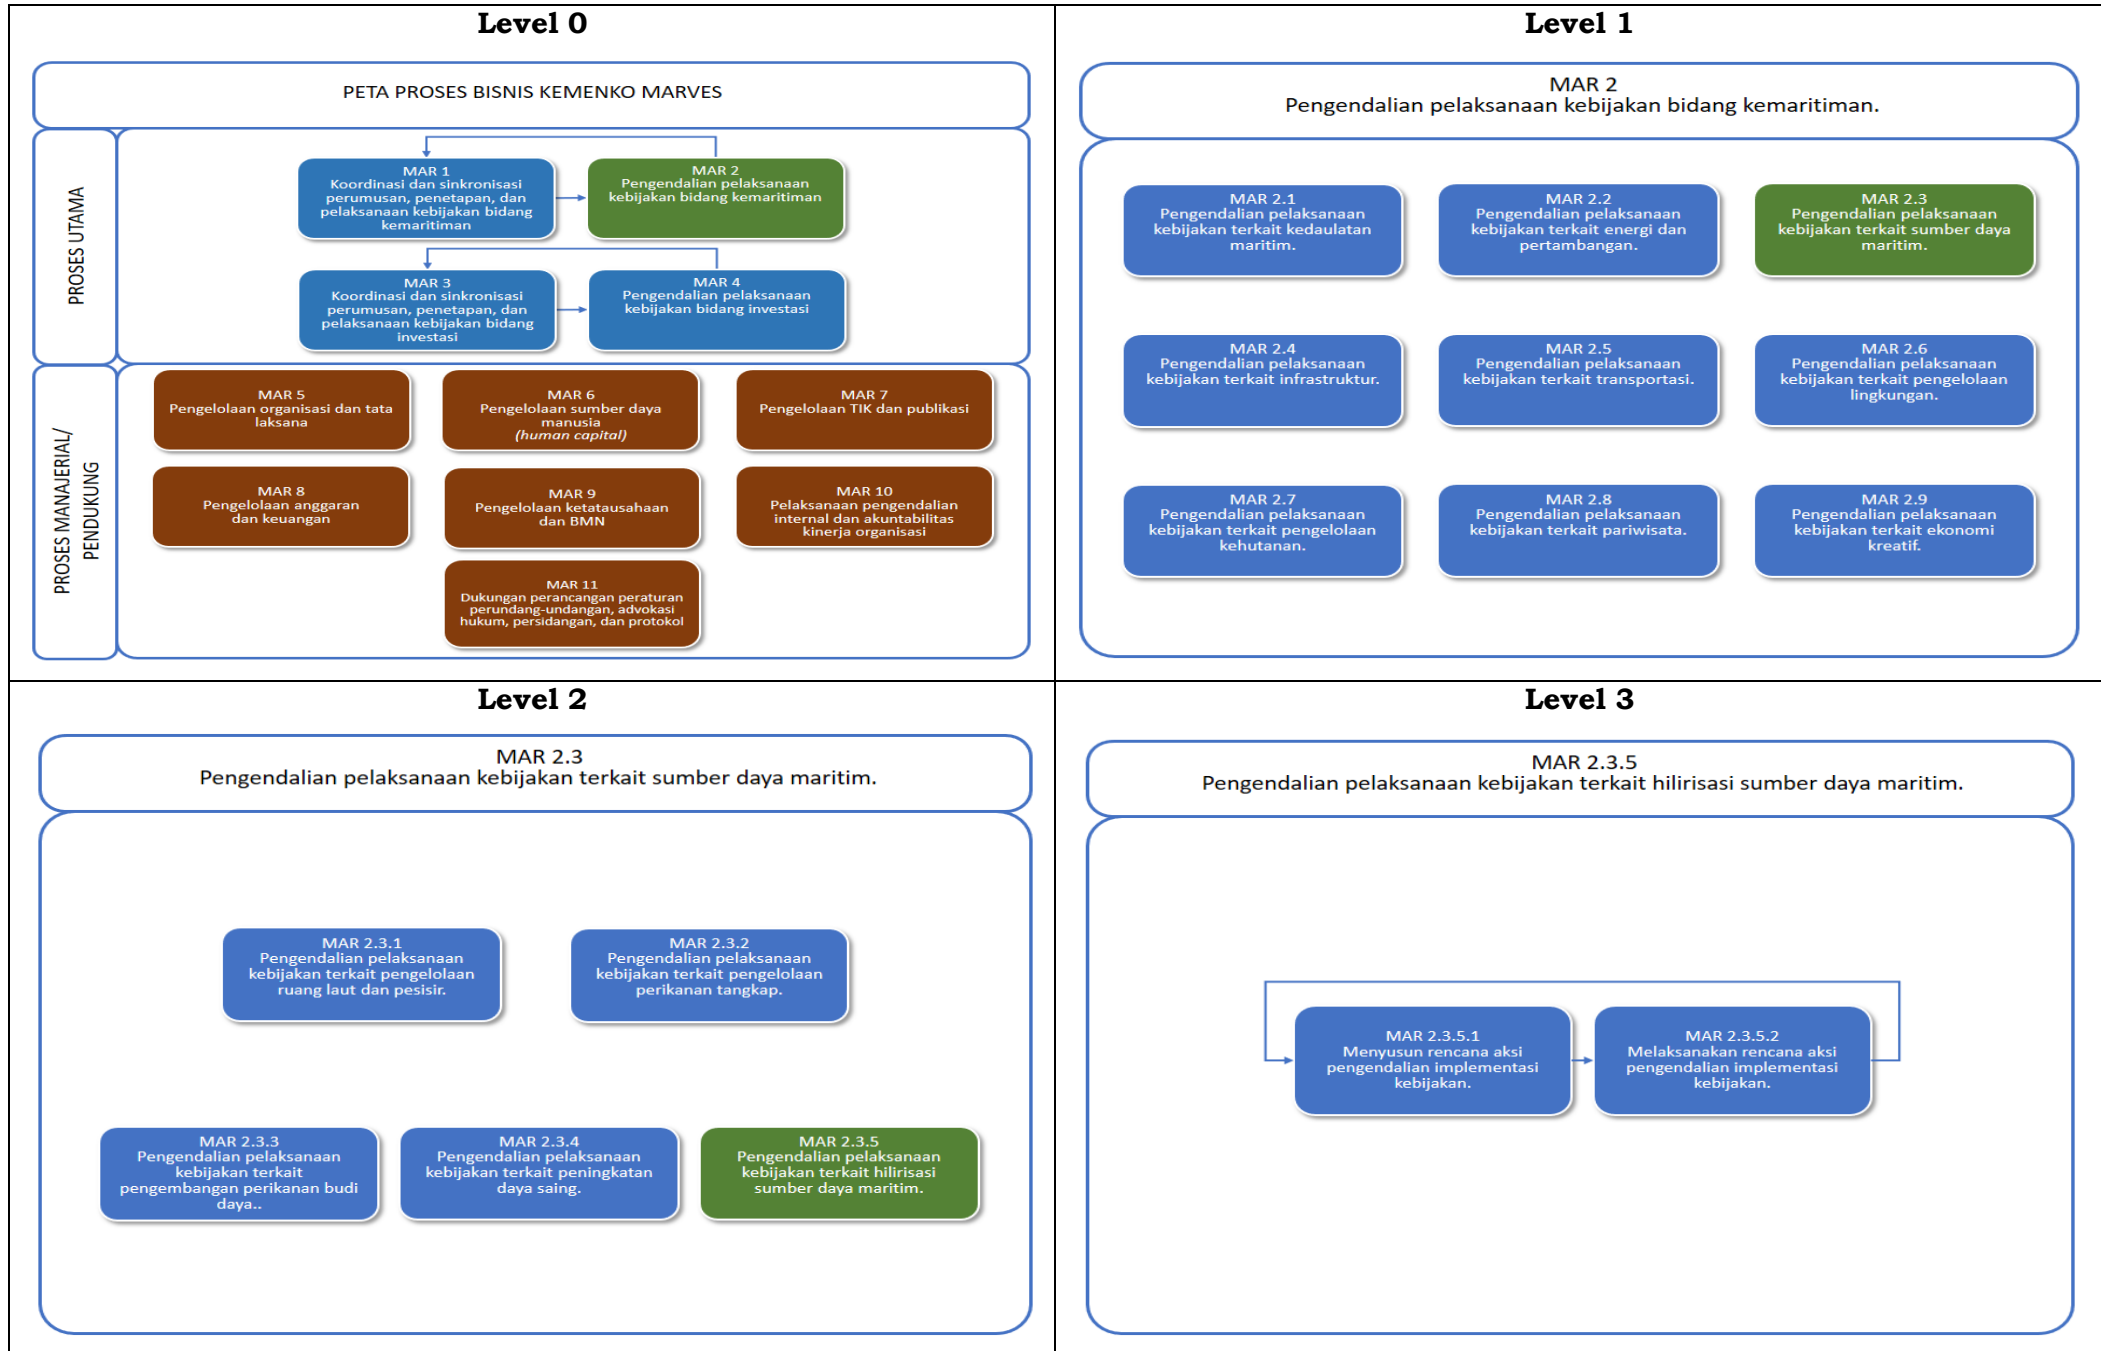 Level 0
PETA PROSES BISNIS KEMENKO MARVES
PROSES UTAMA
MAR 1
Koordinasi dan sinkronisasi
perumusan, penetapan, dan
pelaksanaan kebijakan bidang
kemaritiman
MAR 2
Pengendalian pelaksanaan
kebijakan bidang kemaritiman
MAR 3
Koordinasi dan sinkronisasi
perumusan, penetapan, dan
pelaksanaan kebijakan bidang
investasi
MAR 4
Pengendalian pelaksanaan
kebijakan bidang investasi
PROSES MANAJERIAL/
PENDUKUNG
MAR 5
Pengelolaan organisasi dan tata
laksana
MAR 6
Pengelolaan sumber daya
manusia
(human capital)
MAR 7
Pengelolaan TIK dan publikasi
MAR 8
Pengelolaan anggaran
dan keuangan
MAR 9
Pengelolaan ketatausahaan
dan BMN
MAR 10
Pelaksanaan pengendalian
internal dan akuntabilitas
kinerja organisasi
MAR 11
Dukungan perancangan peraturan
perundang-undangan, advokasi
hukum, persidangan, dan protokol
Level 1
MAR 2
Pengendalian pelaksanaan kebijakan bidang kemaritiman.
MAR 2.1
Pengendalian pelaksanaan
kebijakan terkait kedaulatan
maritim.
MAR 2.2
Pengendalian pelaksanaan
kebijakan terkait energi dan
pertambangan.
MAR 2.3
Pengendalian pelaksanaan
kebijakan terkait sumber daya
maritim.
MAR 2.4
Pengendalian pelaksanaan
kebijakan terkait infrastruktur.
MAR 2.5
Pengendalian pelaksanaan
kebijakan terkait transportasi.
MAR 2.6
Pengendalian pelaksanaan
kebijakan terkait pengelolaan
lingkungan.
MAR 2.7
Pengendalian pelaksanaan
kebijakan terkait pengelolaan
kehutanan.
MAR 2.8
Pengendalian pelaksanaan
kebijakan terkait pariwisata.
MAR 2.9
Pengendalian pelaksanaan
kebijakan terkait ekonomi
kreatif.
Level 2
MAR 2.3
Pengendalian pelaksanaan kebijakan terkait sumber daya maritim.
MAR 2.3.1
Pengendalian pelaksanaan
kebijakan terkait pengelolaan
ruang laut dan pesisir.
MAR 2.3.2
Pengendalian pelaksanaan
kebijakan terkait pengelolaan
perikanan tangkap.
MAR 2.3.3
Pengendalian pelaksanaan
kebijakan terkait
pengembangan perikanan budi
daya..
MAR 2.3.4
Pengendalian pelaksanaan
kebijakan terkait peningkatan
daya saing.
MAR 2.3.5
Pengendalian pelaksanaan
kebijakan terkait hilirisasi
sumber daya maritim.
Level 3
MAR 2.3.5
Pengendalian pelaksanaan kebijakan terkait hilirisasi sumber daya maritim.
MAR 2.3.5.1
Menyusun rencana aksi
pengendalian implementasi
kebijakan.
MAR 2.3.5.2
Melaksanakan rencana aksi
pengendalian implementasi
kebijakan.